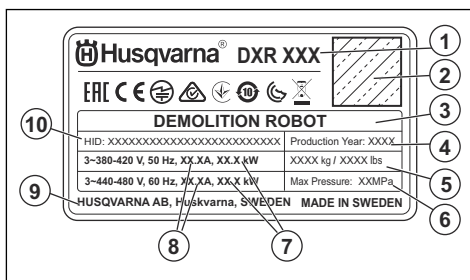 Husqvarna® DXR XXX
EAC CE 10
DEMOLITION ROBOT
HID: XXXXXXXXXXXXXXXXXXXXXXXXXX Production Year: XXXX
3~380-420 V, 50 Hz, XX.XA, XX.X kW XXXX kg / XXXX lbs
3~440-480 V, 60 Hz, XX.XA, XX.X kW Max Pressure: XXMPa
HUSQVARNA AB, Huskvarna, SWEDEN MADE IN SWEDEN
1
2
3
4
5
6
7
8
9
10